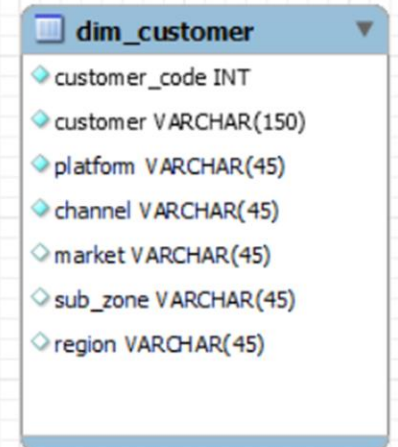 dim_customer
customer_code INT
customer VARCHAR(150)
platform VARCHAR(45)
channel VARCHAR(45)
market VARCHAR(45)
sub_zone VARCHAR(45)
region VARCHAR(45)